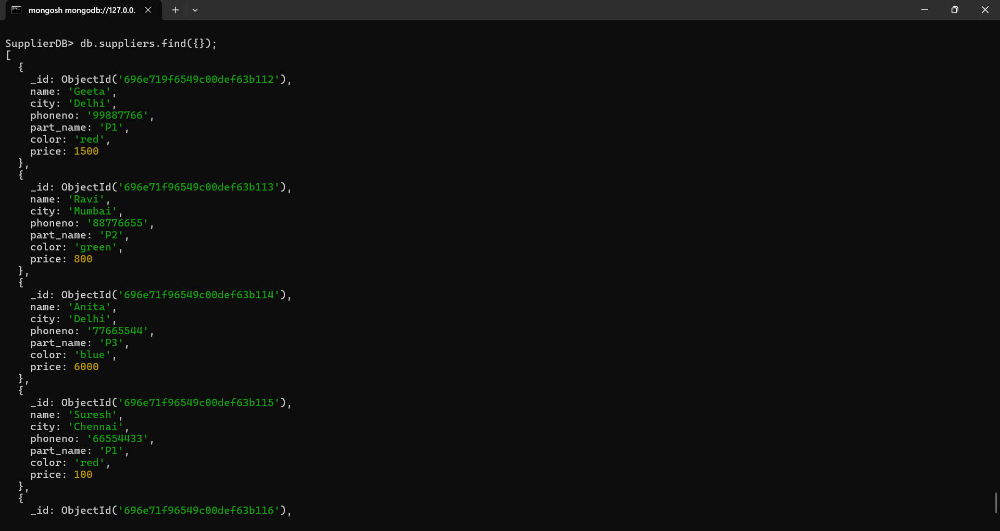 mongosh mongodb://127.0.0.
SupplierDB> db.suppliers.find({});
[
  {
    _id: ObjectId('696e719f6549c00def63b112'),
    name: 'Geeta',
    city: 'Delhi',
    phoneno: '99887766',
    part_name: 'P1',
    color: 'red',
    price: 1500
  },
  {
    _id: ObjectId('696e71f96549c00def63b113'),
    name: 'Ravi',
    city: 'Mumbai',
    phoneno: '88776655',
    part_name: 'P2',
    color: 'green',
    price: 800
  },
  {
    _id: ObjectId('696e71f96549c00def63b114'),
    name: 'Anita',
    city: 'Delhi',
    phoneno: '77665544',
    part_name: 'P3',
    color: 'blue',
    price: 6000
  },
  {
    _id: ObjectId('696e71f96549c00def63b115'),
    name: 'Suresh',
    city: 'Chennai',
    phoneno: '66554433',
    part_name: 'P1',
    color: 'red',
    price: 100
  },
  {
    _id: ObjectId('696e71f96549c00def63b116'),